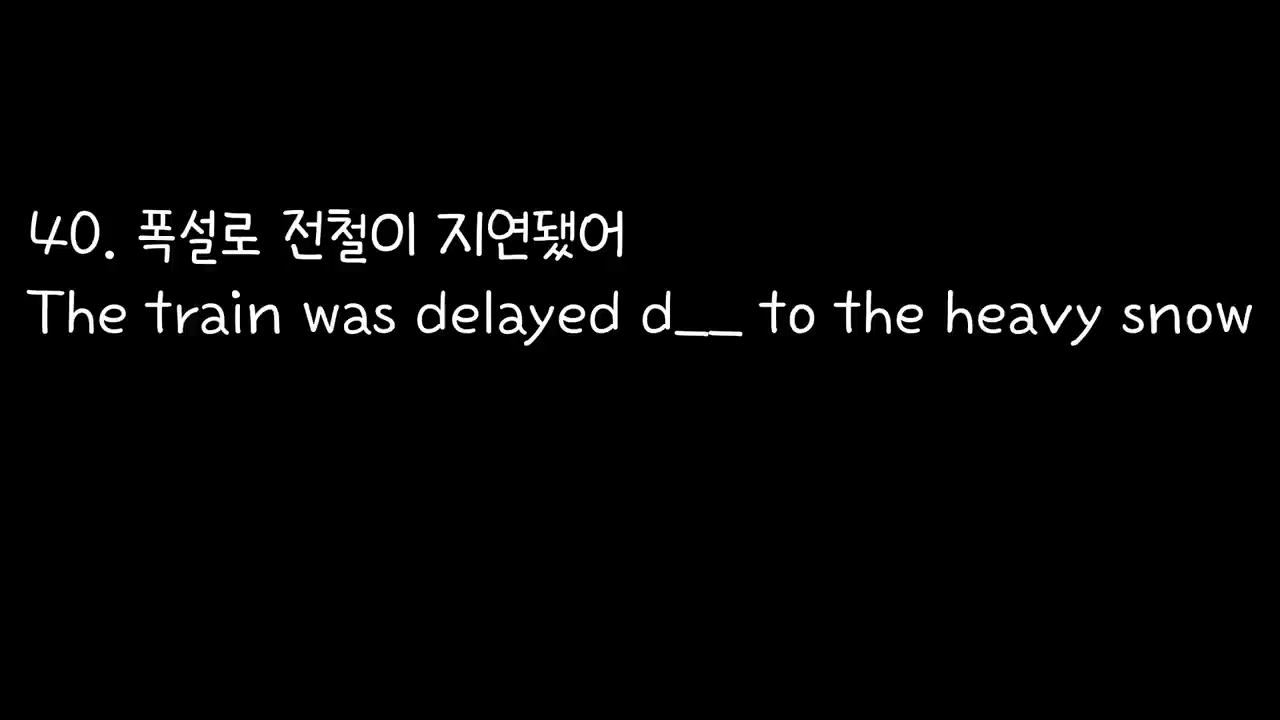 40. 폭설로 전철이 지연됐어
The train was delayed d__ to the heavy snow